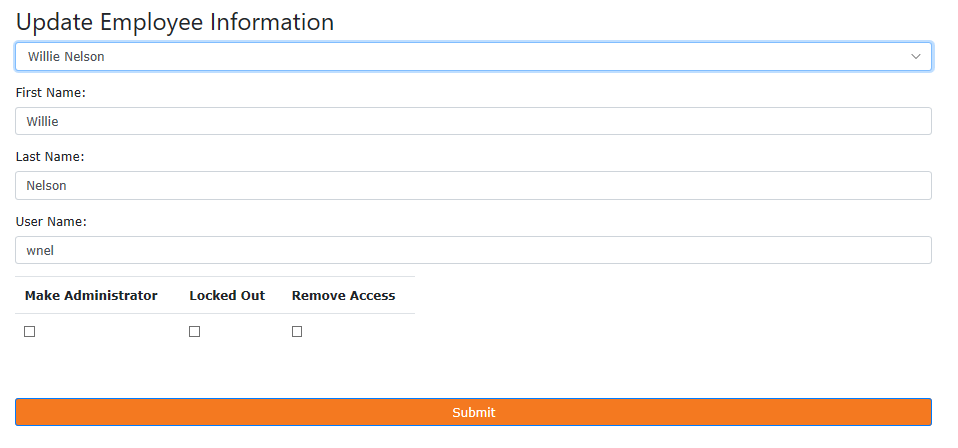 Update Employee Information
Willie Nelson
First Name:
Willie
Last Name:
Nelson
User Name:
wnel
Make Administrator Locked Out Remove Access
Submit